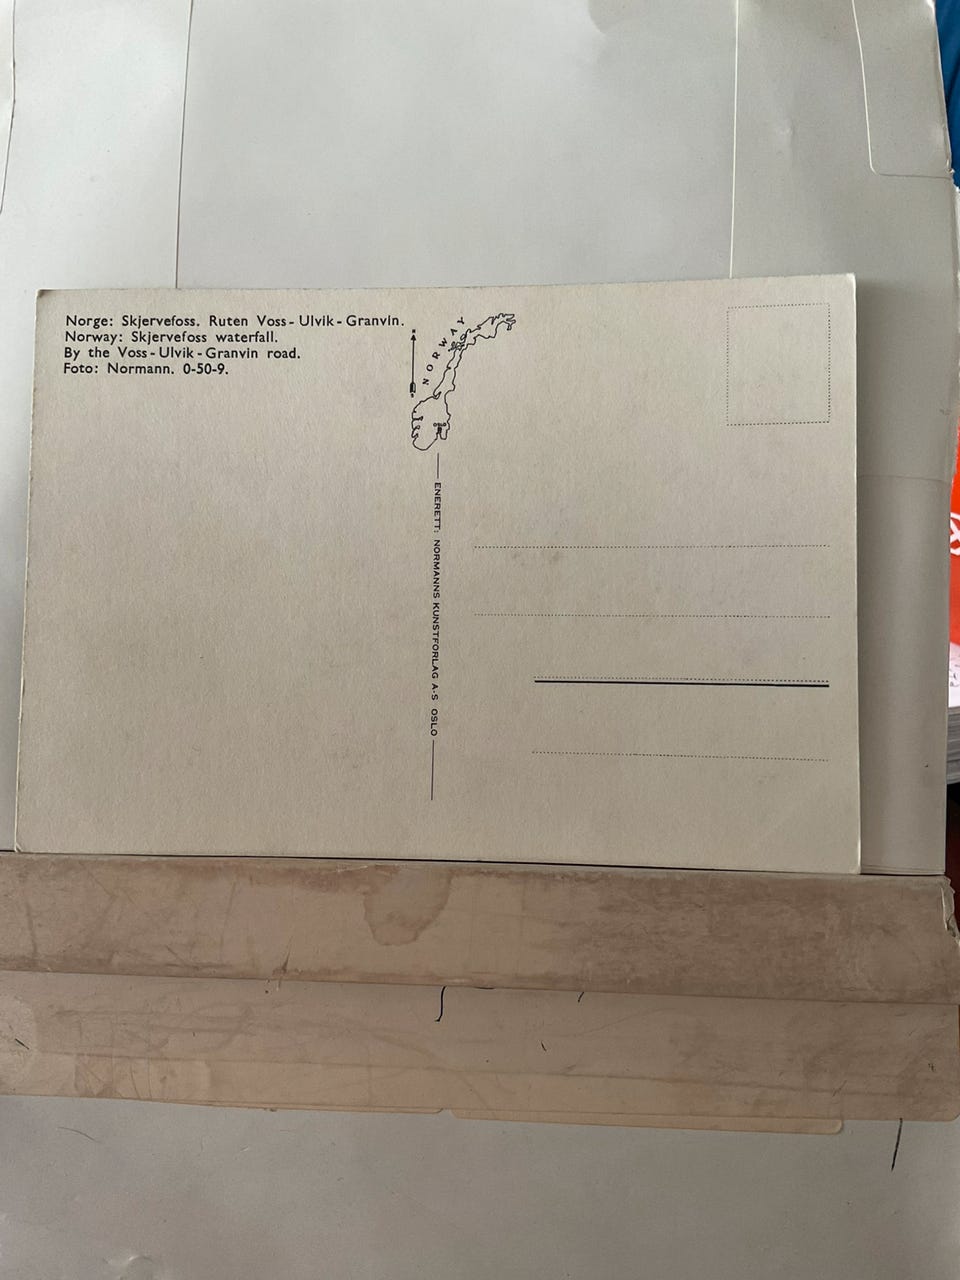 Norge: Skjervefoss. Ruten Voss - Ulvik - Granvin.
Norway: Skjervefoss waterfall.
By the Voss - Ulvik - Granvin road.
Foto: Normann. 0-50-9.
NORWAY
ENERETT: NORMANNS KUNSTFORLAG A-S OSLO